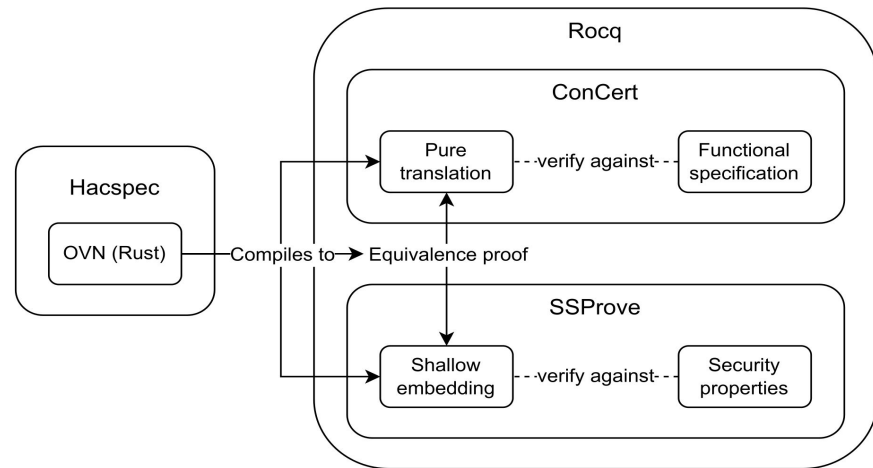 Rocq
ConCert
Pure
translation
verify against
Functional
specification
Hacspec
OVN (Rust)
Compiles to
Equivalence proof
SSProve
Shallow
embedding
verify against
Security
properties